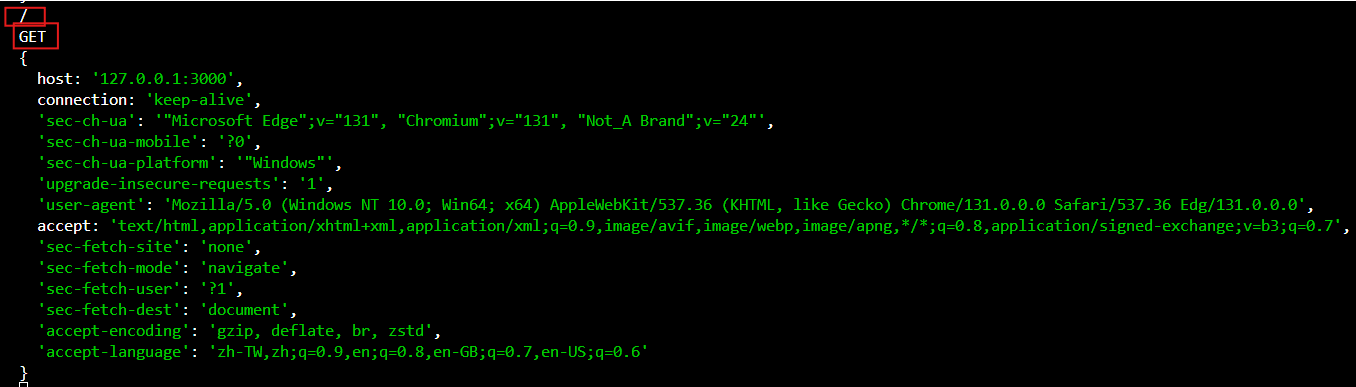 /
GET
{
host: '127.0.0.1:3000',
connection: 'keep-alive',
'sec-ch-ua': '"Microsoft Edge";v="131", "Chromium";v="131", "Not_A Brand";v="24"',
'sec-ch-ua-mobile': '?0',
'sec-ch-ua-platform': '"Windows"',
'upgrade-insecure-requests': '1',
'user-agent': 'Mozilla/5.0 (Windows NT 10.0; Win64; x64) AppleWebKit/537.36 (KHTML, like Gecko) Chrome/131.0.0.0 Safari/537.36 Edg/131.0.0.0',
accept: 'text/html,application/xhtml+xml,application/xml;q=0.9,image/avif,image/webp,image/apng,*/*;q=0.8,application/signed-exchange;v=b3;q=0.7',
'sec-fetch-site': 'none',
'sec-fetch-mode': 'navigate',
'sec-fetch-user': '?1',
'sec-fetch-dest': 'document',
'accept-encoding': 'gzip, deflate, br, zstd',
'accept-language': 'zh-TW,zh;q=0.9,en;q=0.8,en-GB;q=0.7,en-US;q=0.6'
}